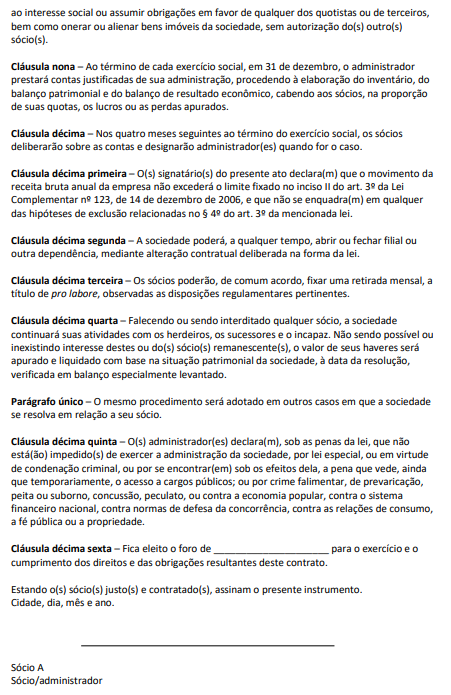 ao interesse social ou assumir obrigações em favor de qualquer dos quotistas ou de terceiros,
bem como onerar ou alienar bens imóveis da sociedade, sem autorização do(s) outro(s)
sócio(s).
Cláusula nona – Ao término de cada exercício social, em 31 de dezembro, o administrador
prestará contas justificadas de sua administração, procedendo à elaboração do inventário, do
balanço patrimonial e do balanço de resultado econômico, cabendo aos sócios, na proporção
de suas quotas, os lucros ou as perdas apurados.
Cláusula décima – Nos quatro meses seguintes ao término do exercício social, os sócios
deliberarão sobre as contas e designarão administrador(es) quando for o caso.
Cláusula décima primeira – O(s) signatário(s) do presente ato declara(m) que o movimento da
receita bruta anual da empresa não excederá o limite fixado no inciso II do art. 3º da Lei
Complementar nº 123, de 14 de dezembro de 2006, e que não se enquadra(m) em qualquer
das hipóteses de exclusão relacionadas no § 4º do art. 3º da mencionada lei.
Cláusula décima segunda – A sociedade poderá, a qualquer tempo, abrir ou fechar filial ou
outra dependência, mediante alteração contratual deliberada na forma da lei.
Cláusula décima terceira – Os sócios poderão, de comum acordo, fixar uma retirada mensal, a
título de pro labore, observadas as disposições regulamentares pertinentes.
Cláusula décima quarta – Falecendo ou sendo interditado qualquer sócio, a sociedade
continuará suas atividades com os herdeiros, os sucessores e o incapaz. Não sendo possível ou
inexistindo interesse destes ou do(s) sócio(s) remanescente(s), o valor de seus haveres será
apurado e liquidado com base na situação patrimonial da sociedade, à data da resolução,
verificada em balanço especialmente levantado.
Parágrafo único – O mesmo procedimento será adotado em outros casos em que a sociedade
se resolva em relação a seu sócio.
Cláusula décima quinta – O(s) administrador(es) declara(m), sob as penas da lei, que não
está(ão) impedido(s) de exercer a administração da sociedade, por lei especial, ou em virtude
de condenação criminal, ou por se encontrar(em) sob os efeitos dela, a pena que vede, ainda
que temporariamente, o acesso a cargos públicos; ou por crime falimentar, de prevaricação,
peita ou suborno, concussão, peculato, ou contra a economia popular, contra o sistema
financeiro nacional, contra normas de defesa da concorrência, contra as relações de consumo,
a fé pública ou a propriedade.
Cláusula décima sexta – Fica eleito o foro de ______________________ para o exercício e o
cumprimento dos direitos e das obrigações resultantes deste contrato.
Estando o(s) sócio(s) justo(s) e contratado(s), assinam o presente instrumento.
Cidade, dia, mês e ano.
Sócio A
Sócio/administrador